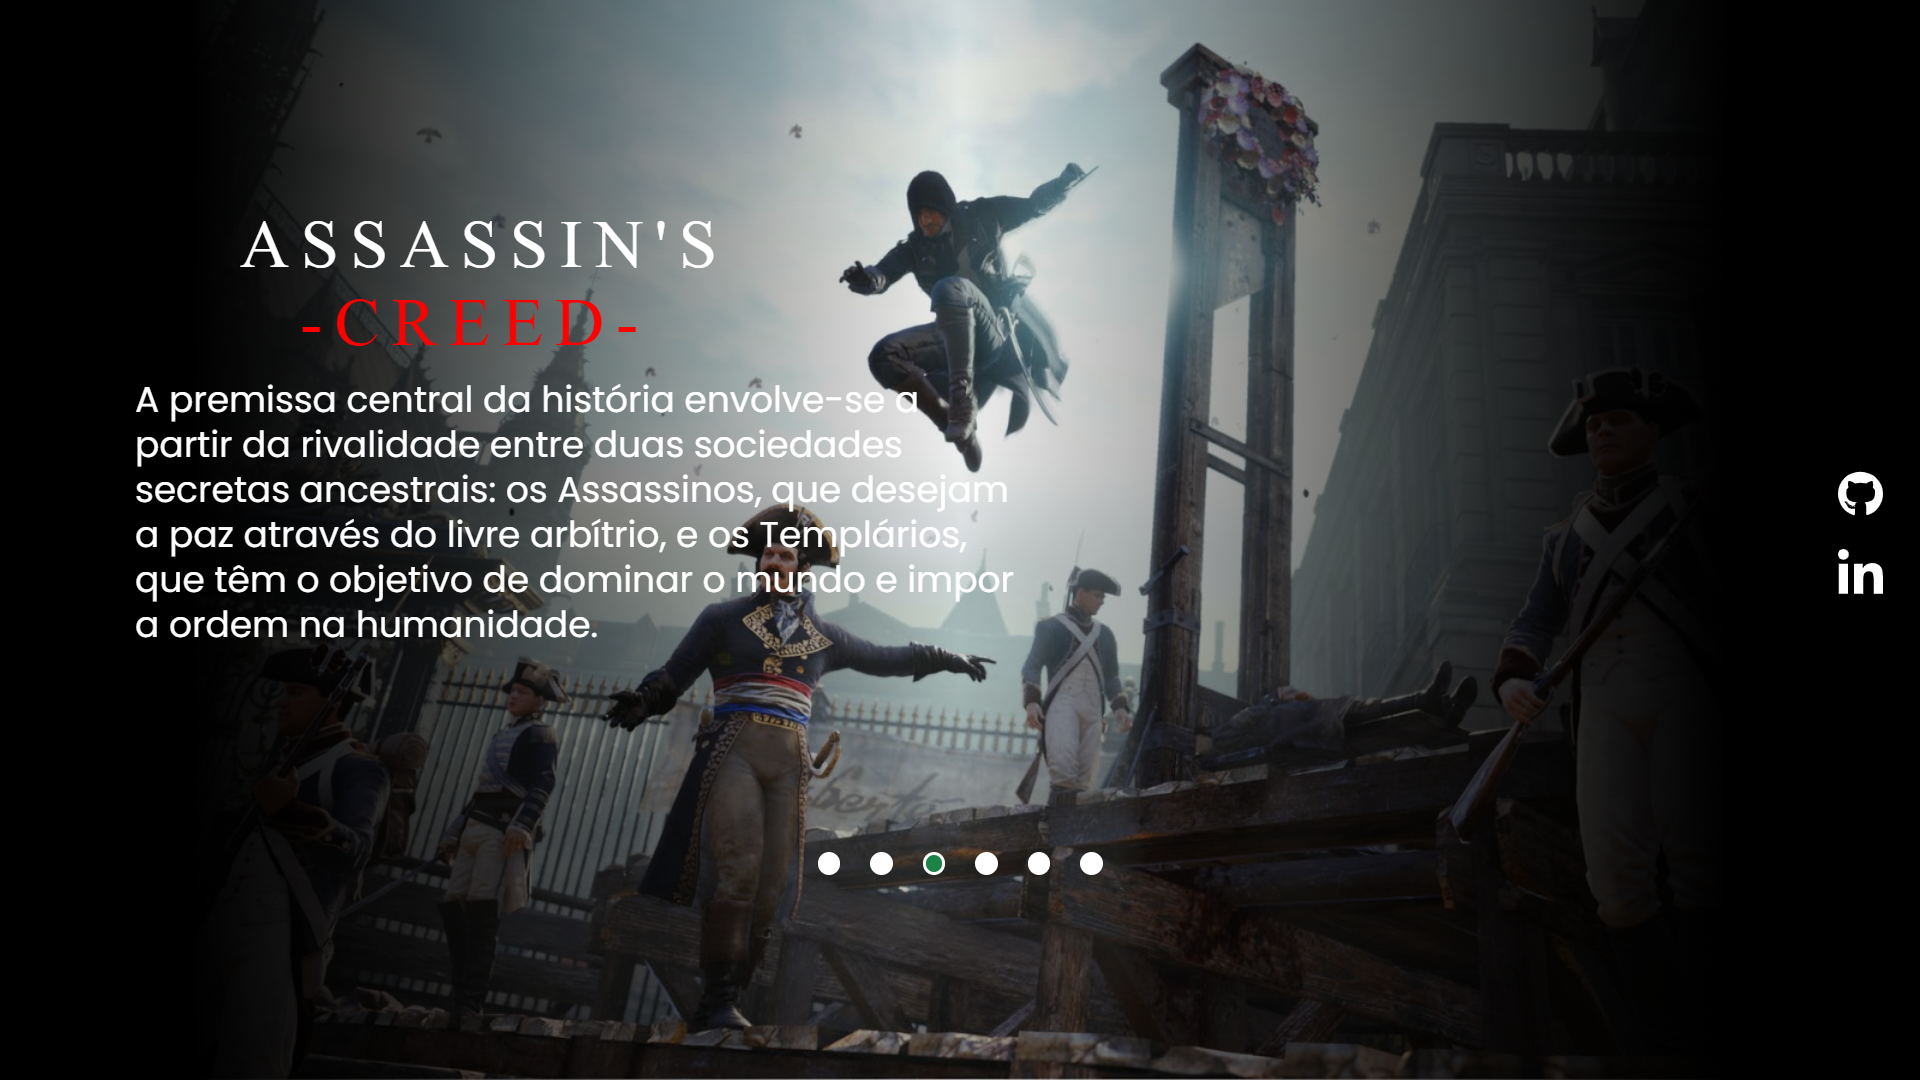 ASSASSIN'S
-CREED-
A premissa central da história envolve-se a
partir da rivalidade entre duas sociedades
secretas ancestrais: os Assassinos, que desejam
a paz através do livre arbítrio, e os Templários,
que têm o objetivo de dominar o mundo e impor
a ordem na humanidade.
in